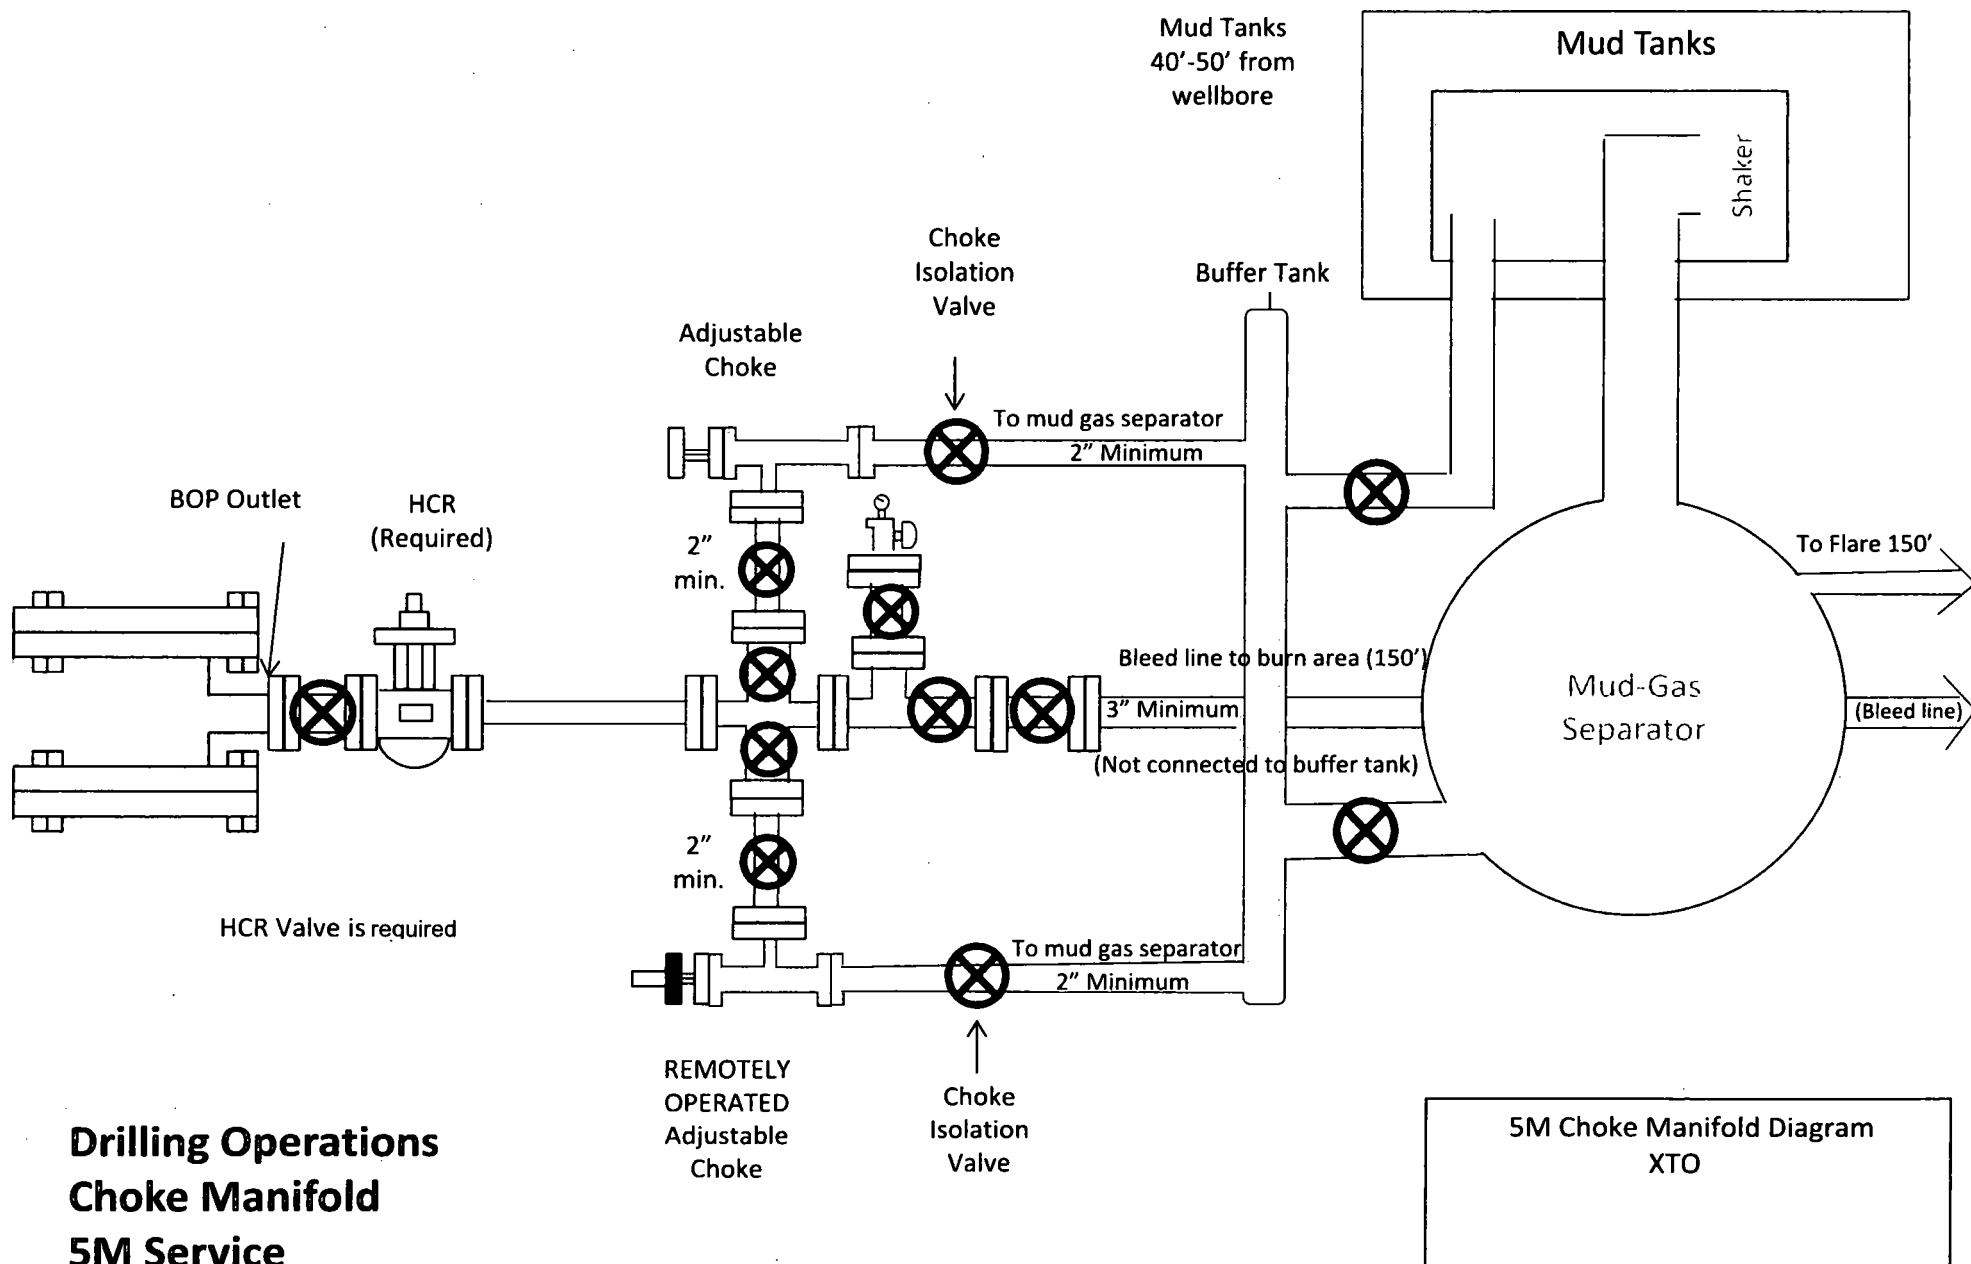 Mud Tanks
40'-50' from
wellbore
Mud Tanks
Shaker
Choke
Isolation
Valve
Buffer Tank
Adjustable
Choke
To mud gas separator
2” Minimum
BOP Outlet
HCR
(Required)
2”
min.
To Flare 150'
Bleed line to burn area (150')
3” Minimum
(Not connected to buffer tank)
Mud-Gas
Separator
(Bleed line)
2”
min.
HCR Valve is required
To mud gas separator
2” Minimum
REMOTELY
OPERATED
Adjustable
Choke
Choke
Isolation
Valve
Drilling Operations
Choke Manifold
5M Service
5M Choke Manifold Diagram
XTO